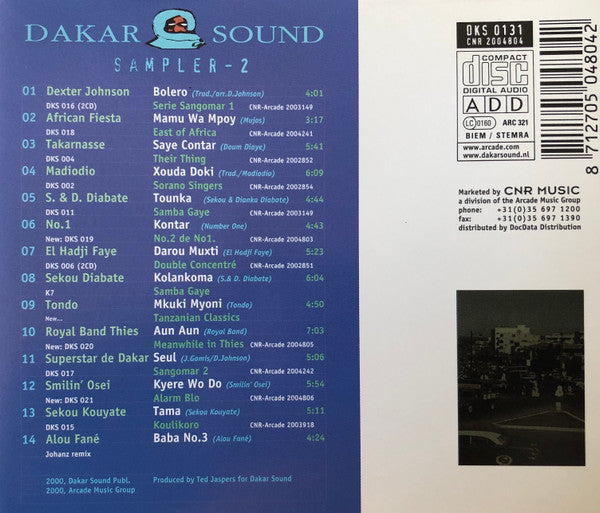 DAKAR SOUND
SAMPLER-2
01 Dexter Johnson Bolero (Trad./arr.D.Johnson) 4:01
DKS 016 (2CD) Serie Sangomar 1 CNR-Arcade 2003149
02 African Fiesta Mamu Wa Mpoy (Mujos) 3:17
DKS 018 East of Africa CNR-Arcade 2004241
03 Takarnasse Saye Contar (Doum Diaye) 5:41
DKS 004 Their Thing CNR-Arcade 2002852
04 Madiodio Xouda Doki (Trad./Madiodio) 6:09
DKS 002 Sorano Singers CNR-Arcade 2002854
05 S. & D. Diabate Tounka (Sekou & Dianku Diabate) 4:44
DKS 011 Samba Gaye CNR-Arcade 2003149
06 No.1 Kontar (Number One) 4:43
New: DKS 019 No.2 de No1. CNR-Arcade 2004803
07 El Hadji Faye Darou Muxti (El Hadji Faye) 5:23
DKS 006 (2CD) Double Concentré CNR-Arcade 2002851
08 Sekou Diabate Kolankoma (S.& D. Diabate) 6:04
K7 Samba Gaye
09 Tondo Mkuki Myoni (Tondo) 4:50
New... Tanzanian Classics
10 Royal Band Thies Aun Aun (Royal Band) 7:03
New: DKS 020 Meanwhile in Thies CNR-Arcade 2004805
11 Superstar de Dakar Seul (J.Gomis/D.Johnson) 5:06
DKS 017 Sangomar 2 CNR-Arcade 2004242
12 Smilin' Osei Kyere Wo Do (Smilin' Osei) 5:54
New: DKS 021 Alarm Blo CNR-Arcade 2004806
13 Sekou Kouyate Tama (Sekou Kouyate) 5:11
DKS 015 Koulikoro CNR-Arcade 2003918
14 Alou Fané Baba No.3 (Alou Fané) 4:24
Johanz remix
2000, Dakar Sound Publ. Produced by Ted Jaspers for Dakar Sound
2000, Arcade Music Group
DKS 0131
CNR 2004804
COMPACT
disc
DIGITAL AUDIO
ADD
LC 0160 ARC 321
BIEM / STEMRA
www.arcade.com
www.dakarsound.nl
8 712705 048042
Marketed by CNR MUSIC
a division of the Arcade Music Group
phone: +31(0)35 697 1200
fax: +31(0)35 697 1390
distributed by DocData Distribution